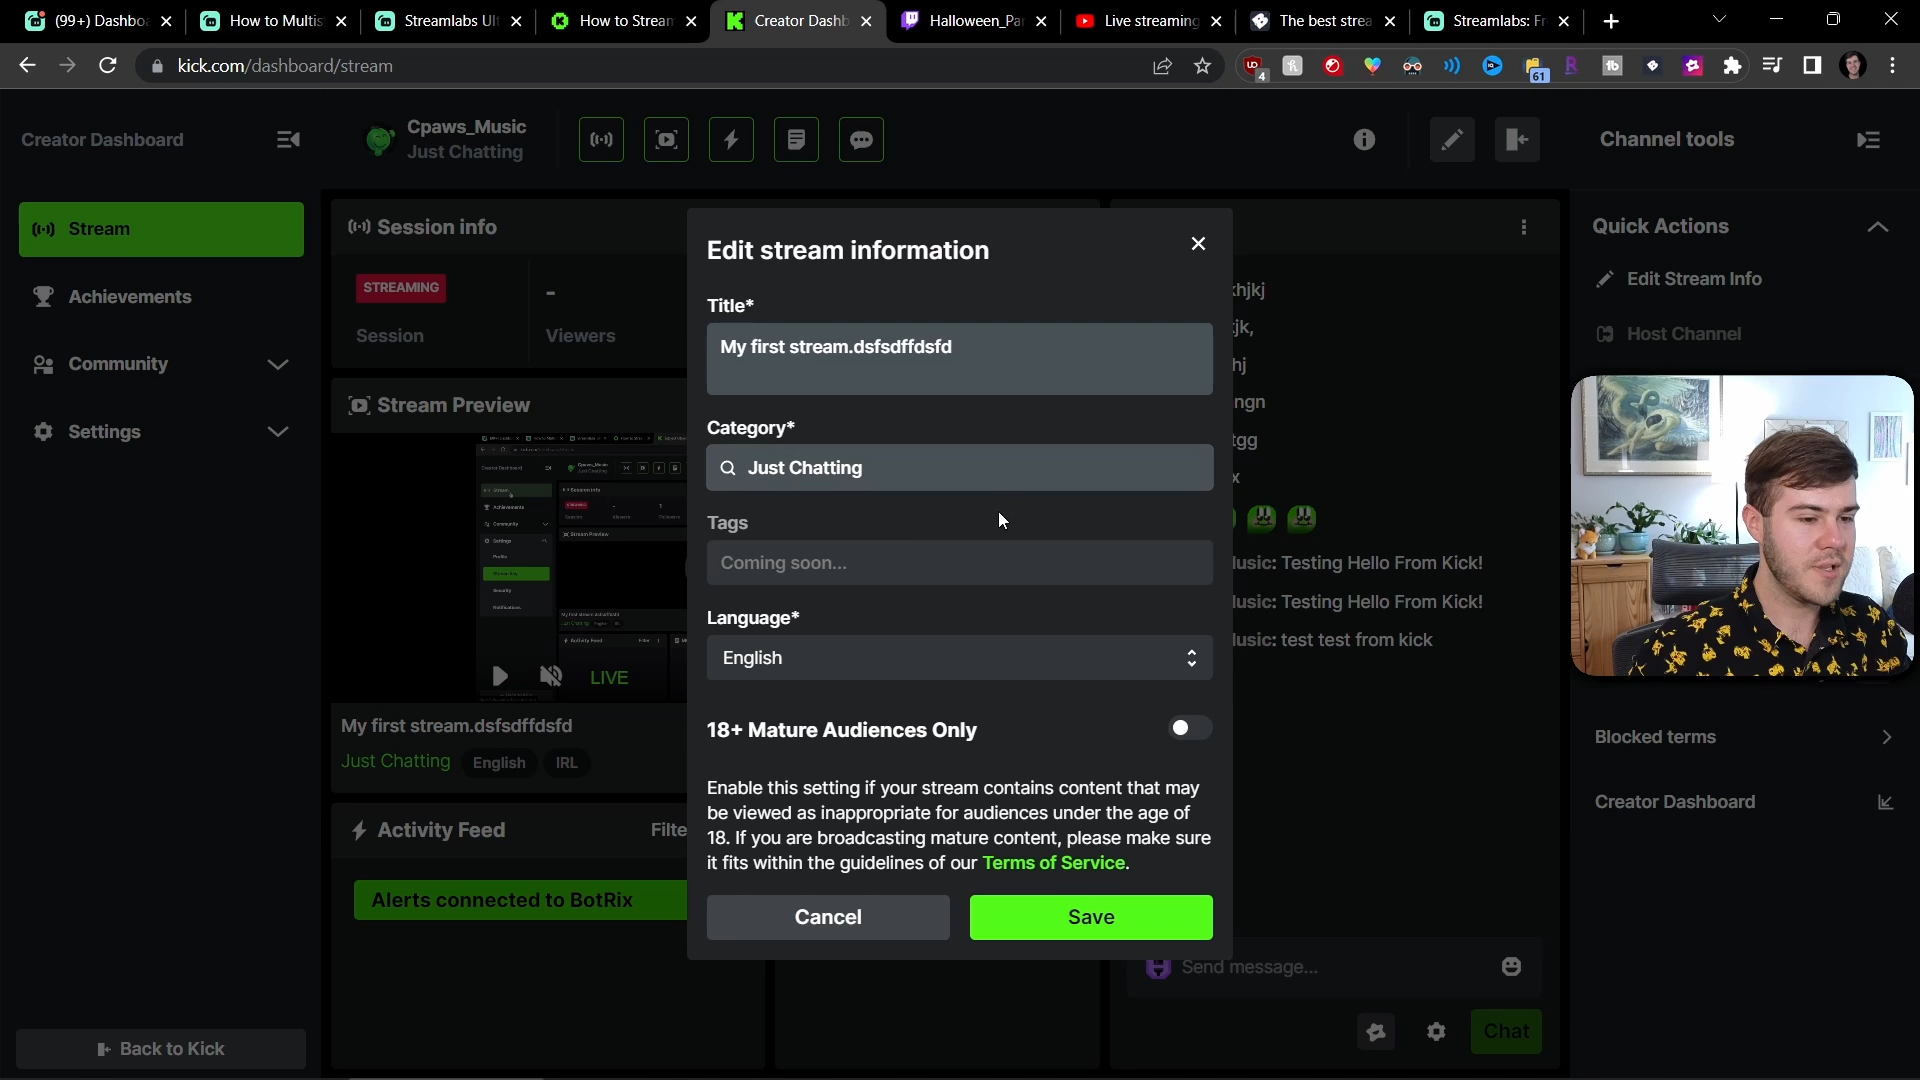 (99+) Dashbo
How to Multis
Streamlabs Ul
How to Stream
Creator Dashb
Halloween_Pa
Live streaming
The best strea
Streamlabs: Fr
kick.com/dashboard/stream
4
61
Creator Dashboard
Cpaws_Music
Just Chatting
Channel tools
Stream
Achievements
Community
Settings
Back to Kick
Session info
STREAMING
-
Session
Viewers
Stream Preview
LIVE
My first stream.dsfsdffdsfd
Just Chatting English IRL
Activity Feed
Filte
Alerts connected to BotRix
Edit stream information
Title*
My first stream.dsfsdffdsfd
Category*
Just Chatting
Tags
Coming soon...
Language*
English
18+ Mature Audiences Only
Enable this setting if your stream contains content that may
be viewed as inappropriate for audiences under the age of
18. If you are broadcasting mature content, please make sure
it fits within the guidelines of our Terms of Service.
Cancel
Save
hjkj
jk,
hj
ngn
tgg
x
lusic: Testing Hello From Kick!
lusic: Testing Hello From Kick!
lusic: test test from kick
Send message...
Chat
Quick Actions
Edit Stream Info
Host Channel
Blocked terms
Creator Dashboard